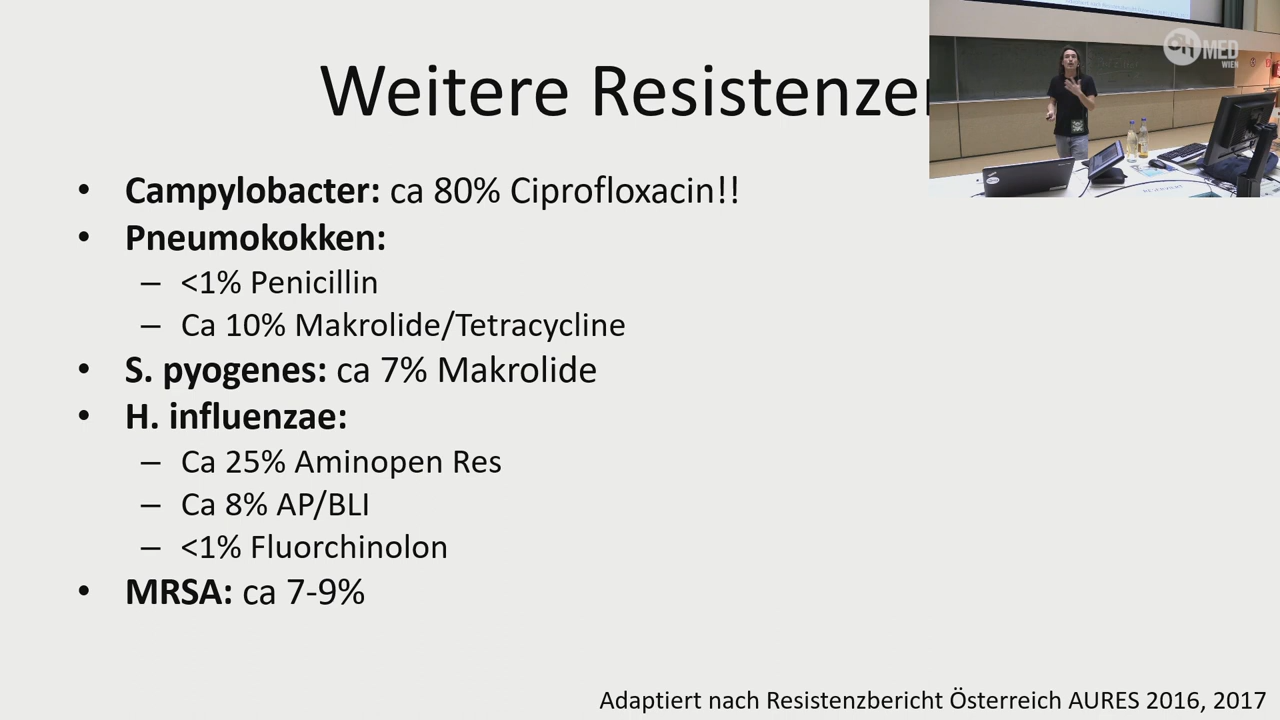 Weitere Resistenzen
• Campylobacter: ca 80% Ciprofloxacin!!
• Pneumokokken:
– <1% Penicillin
– Ca 10% Makrolide/Tetracycline
• S. pyogenes: ca 7% Makrolide
• H. influenzae:
– Ca 25% Aminopen Res
– Ca 8% AP/BLI
– <1% Fluorchinolon
• MRSA: ca 7-9%
Adaptiert nach Resistenzbericht Österreich AURES 2016, 2017
ÖH MED
WIEN